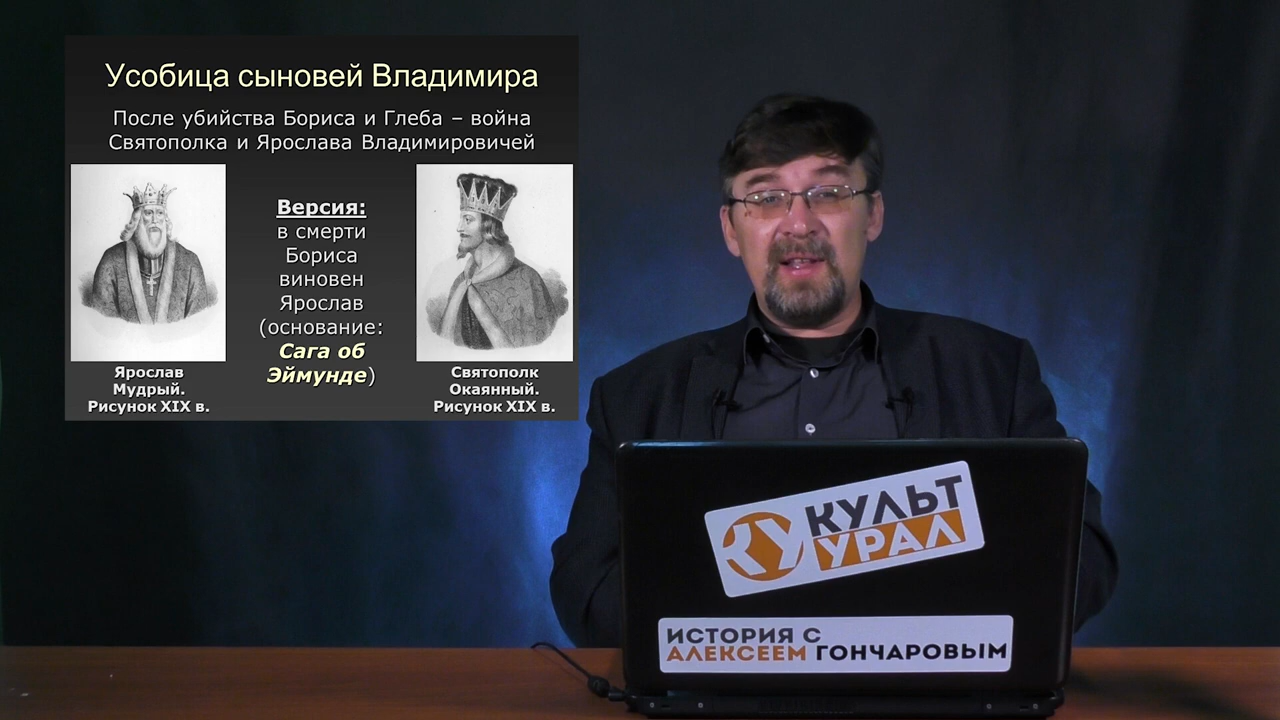 Усобица сыновей Владимира
После убийства Бориса и Глеба – война
Святополка и Ярослава Владимировичей
Версия:
в смерти
Бориса
виновен
Ярослав
(основание:
Сага об
Эймунде)
Ярослав
Мудрый.
Рисунок XIX в.
Святополк
Окаянный.
Рисунок XIX в.
КУ
КУЛЬТ
УРАЛ
ИСТОРИЯ С
АЛЕКСЕЕМ ГОНЧАРОВЫМ